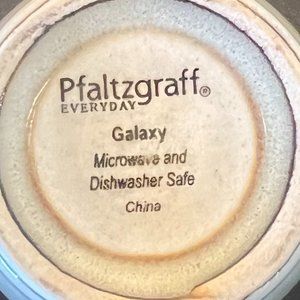 Pfaltzgraff®
EVERYDAY
Galaxy
Microwave and
Dishwasher Safe
China